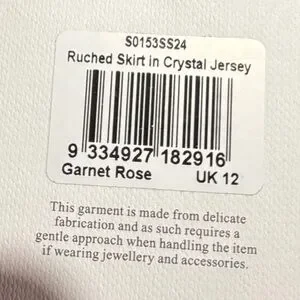 S0153SS24
Ruched Skirt in Crystal Jersey
9 334927 182916
Garnet Rose UK 12
This garment is made from delicate
fabrication and as such requires a
gentle approach when handling the item
if wearing jewellery and accessories.